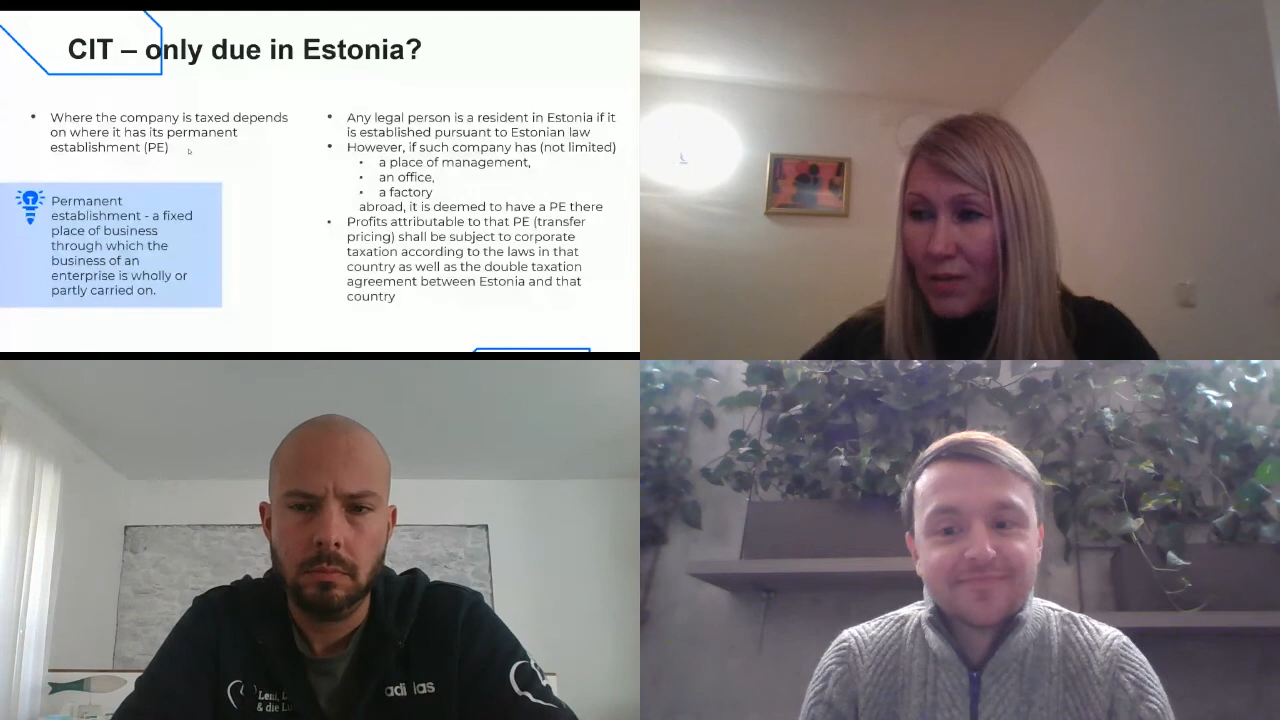 CIT – only due in Estonia?
• Where the company is taxed depends
on where it has its permanent
establishment (PE)
Permanent
establishment - a fixed
place of business
through which the
business of an
enterprise is wholly or
partly carried on.
• Any legal person is a resident in Estonia if it
is established pursuant to Estonian law
• However, if such company has (not limited)
• a place of management,
• an office,
• a factory
abroad, it is deemed to have a PE there
• Profits attributable to that PE (transfer
pricing) shall be subject to corporate
taxation according to the laws in that
country as well as the double taxation
agreement between Estonia and that
country
Leni,
& die
adidas